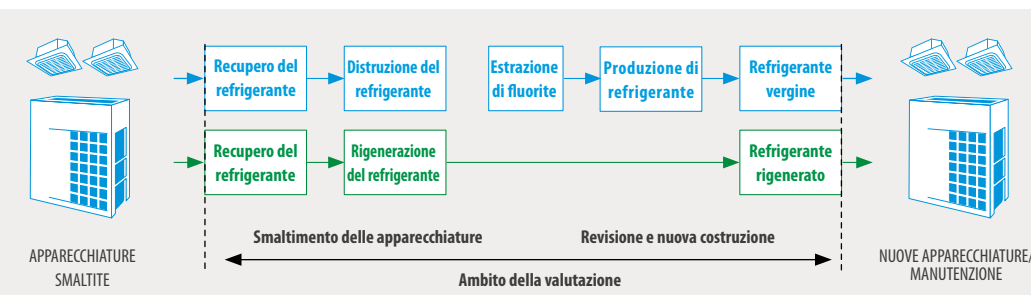 Recupero del
refrigerante
Distruzione del
refrigerante
Estrazione
di fluorite
Produzione di
refrigerante
Refrigerante
vergine
Recupero del
refrigerante
Rigenerazione
del refrigerante
Refrigerante
rigenerato
Smaltimento delle apparecchiature
Revisione e nuova costruzione
Ambito della valutazione
APPARECCHIATURE
SMALTITE
NUOVE APPARECCHIATURE/
MANUTENZIONE